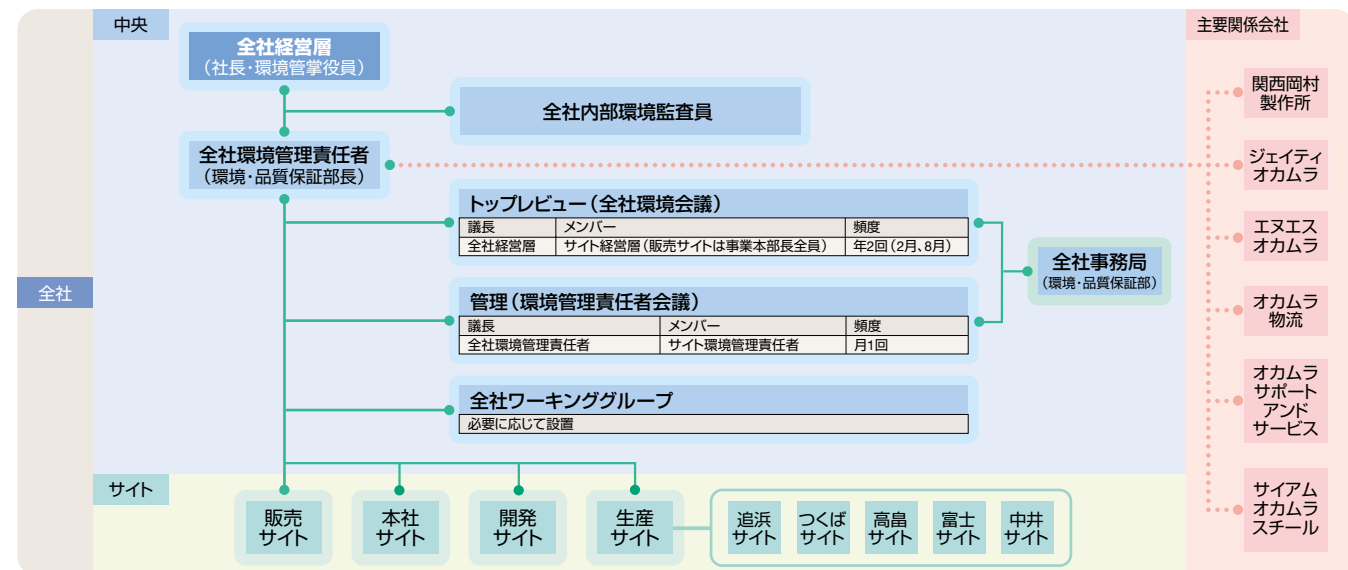 中央
全社経営層
（社長・環境管掌役員）
全社内部環境監査員
全社環境管理責任者
（環境・品質保証部長）
トップレビュー（全社環境会議）
議長 メンバー 頻度
全社経営層 サイト経営層（販売サイトは事業本部長全員） 年2回（2月、8月）
全社事務局
（環境・品質保証部）
管理（環境管理責任者会議）
議長 メンバー 頻度
全社環境管理責任者 サイト環境管理責任者 月1回
全社ワーキンググループ
必要に応じて設置
全社
サイト
販売
サイト
本社
サイト
開発
サイト
生産
サイト
追浜
サイト
つくば
サイト
高畠
サイト
富士
サイト
中井
サイト
主要関係会社
関西岡村
製作所
ジェイティ
オカムラ
エヌエス
オカムラ
オカムラ
物流
オカムラ
サポート
アンド
サービス
サイアム
オカムラ
スチール